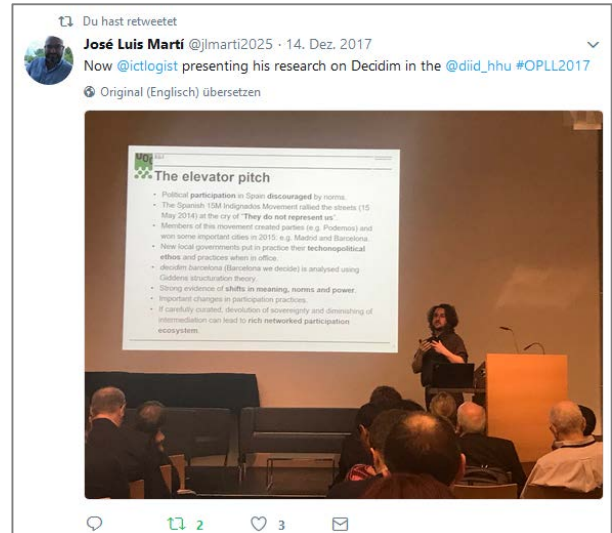 Du hast retweetet
José Luis Martí @jlmarti2025 · 14. Dez. 2017
Now @ictlogist presenting his research on Decidim in the @diid_hhu #OPLL2017
Original (Englisch) übersetzen
UOC
The elevator pitch
• Political participation in Spain discouraged by norms.
• The Spanish 15M Indignados Movement rallied the streets (15
May 2014) at the cry of "They do not represent us".
• Members of this movement created parties (e.g. Podemos) and
won some important cities in 2015: e.g. Madrid and Barcelona.
• New local governments put in practice their techonopolitical
ethos and practices when in office.
• decidim.barcelona (Barcelona we decide) is analysed using
Giddens structuration theory.
• Strong evidence of shifts in meaning, norms and power.
• Important changes in participation practices.
• If carefully curated, devolution of sovereignty and diminishing of
intermediation can lead to rich networked participation
ecosystem.
2
3